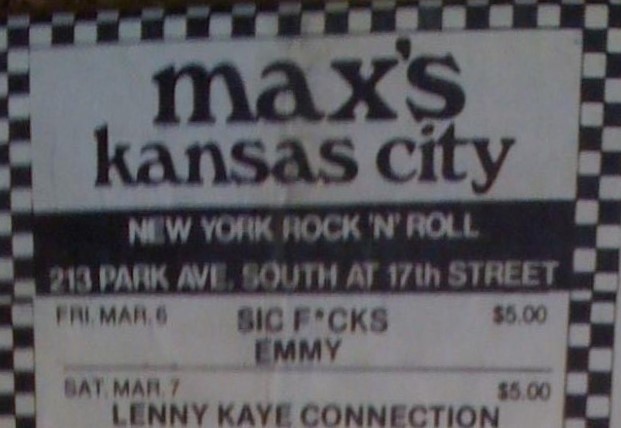 max's
kansas city
NEW YORK ROCK 'N' ROLL
213 PARK AVE. SOUTH AT 17th STREET
FRI. MAR. 6 SIC F*CKS $5.00
EMMY
SAT. MAR. 7 $5.00
LENNY KAYE CONNECTION